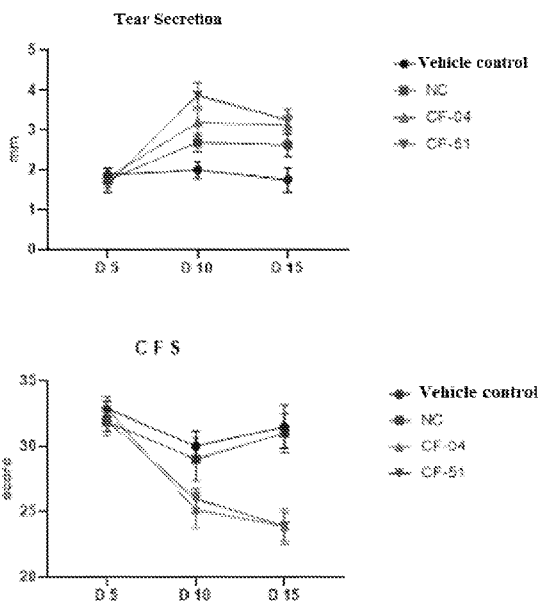 Tear Secretion
5
4
3
2
1
0
mm
D 5 D 10 D 15
Vehicle control
NC
CF-04
CF-51
C F S
35
30
25
20
score
D 5 D 10 D 15
Vehicle control
NC
CF-04
CF-51